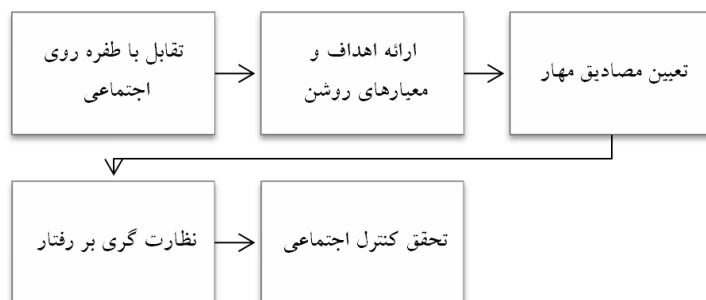 تقابل با طفره روی
اجتماعی
ارائه اهداف و
معیارهای روشن
تعیین مصادیق مهار
نظارت گری بر رفتار
تحقق کنترل اجتماعی